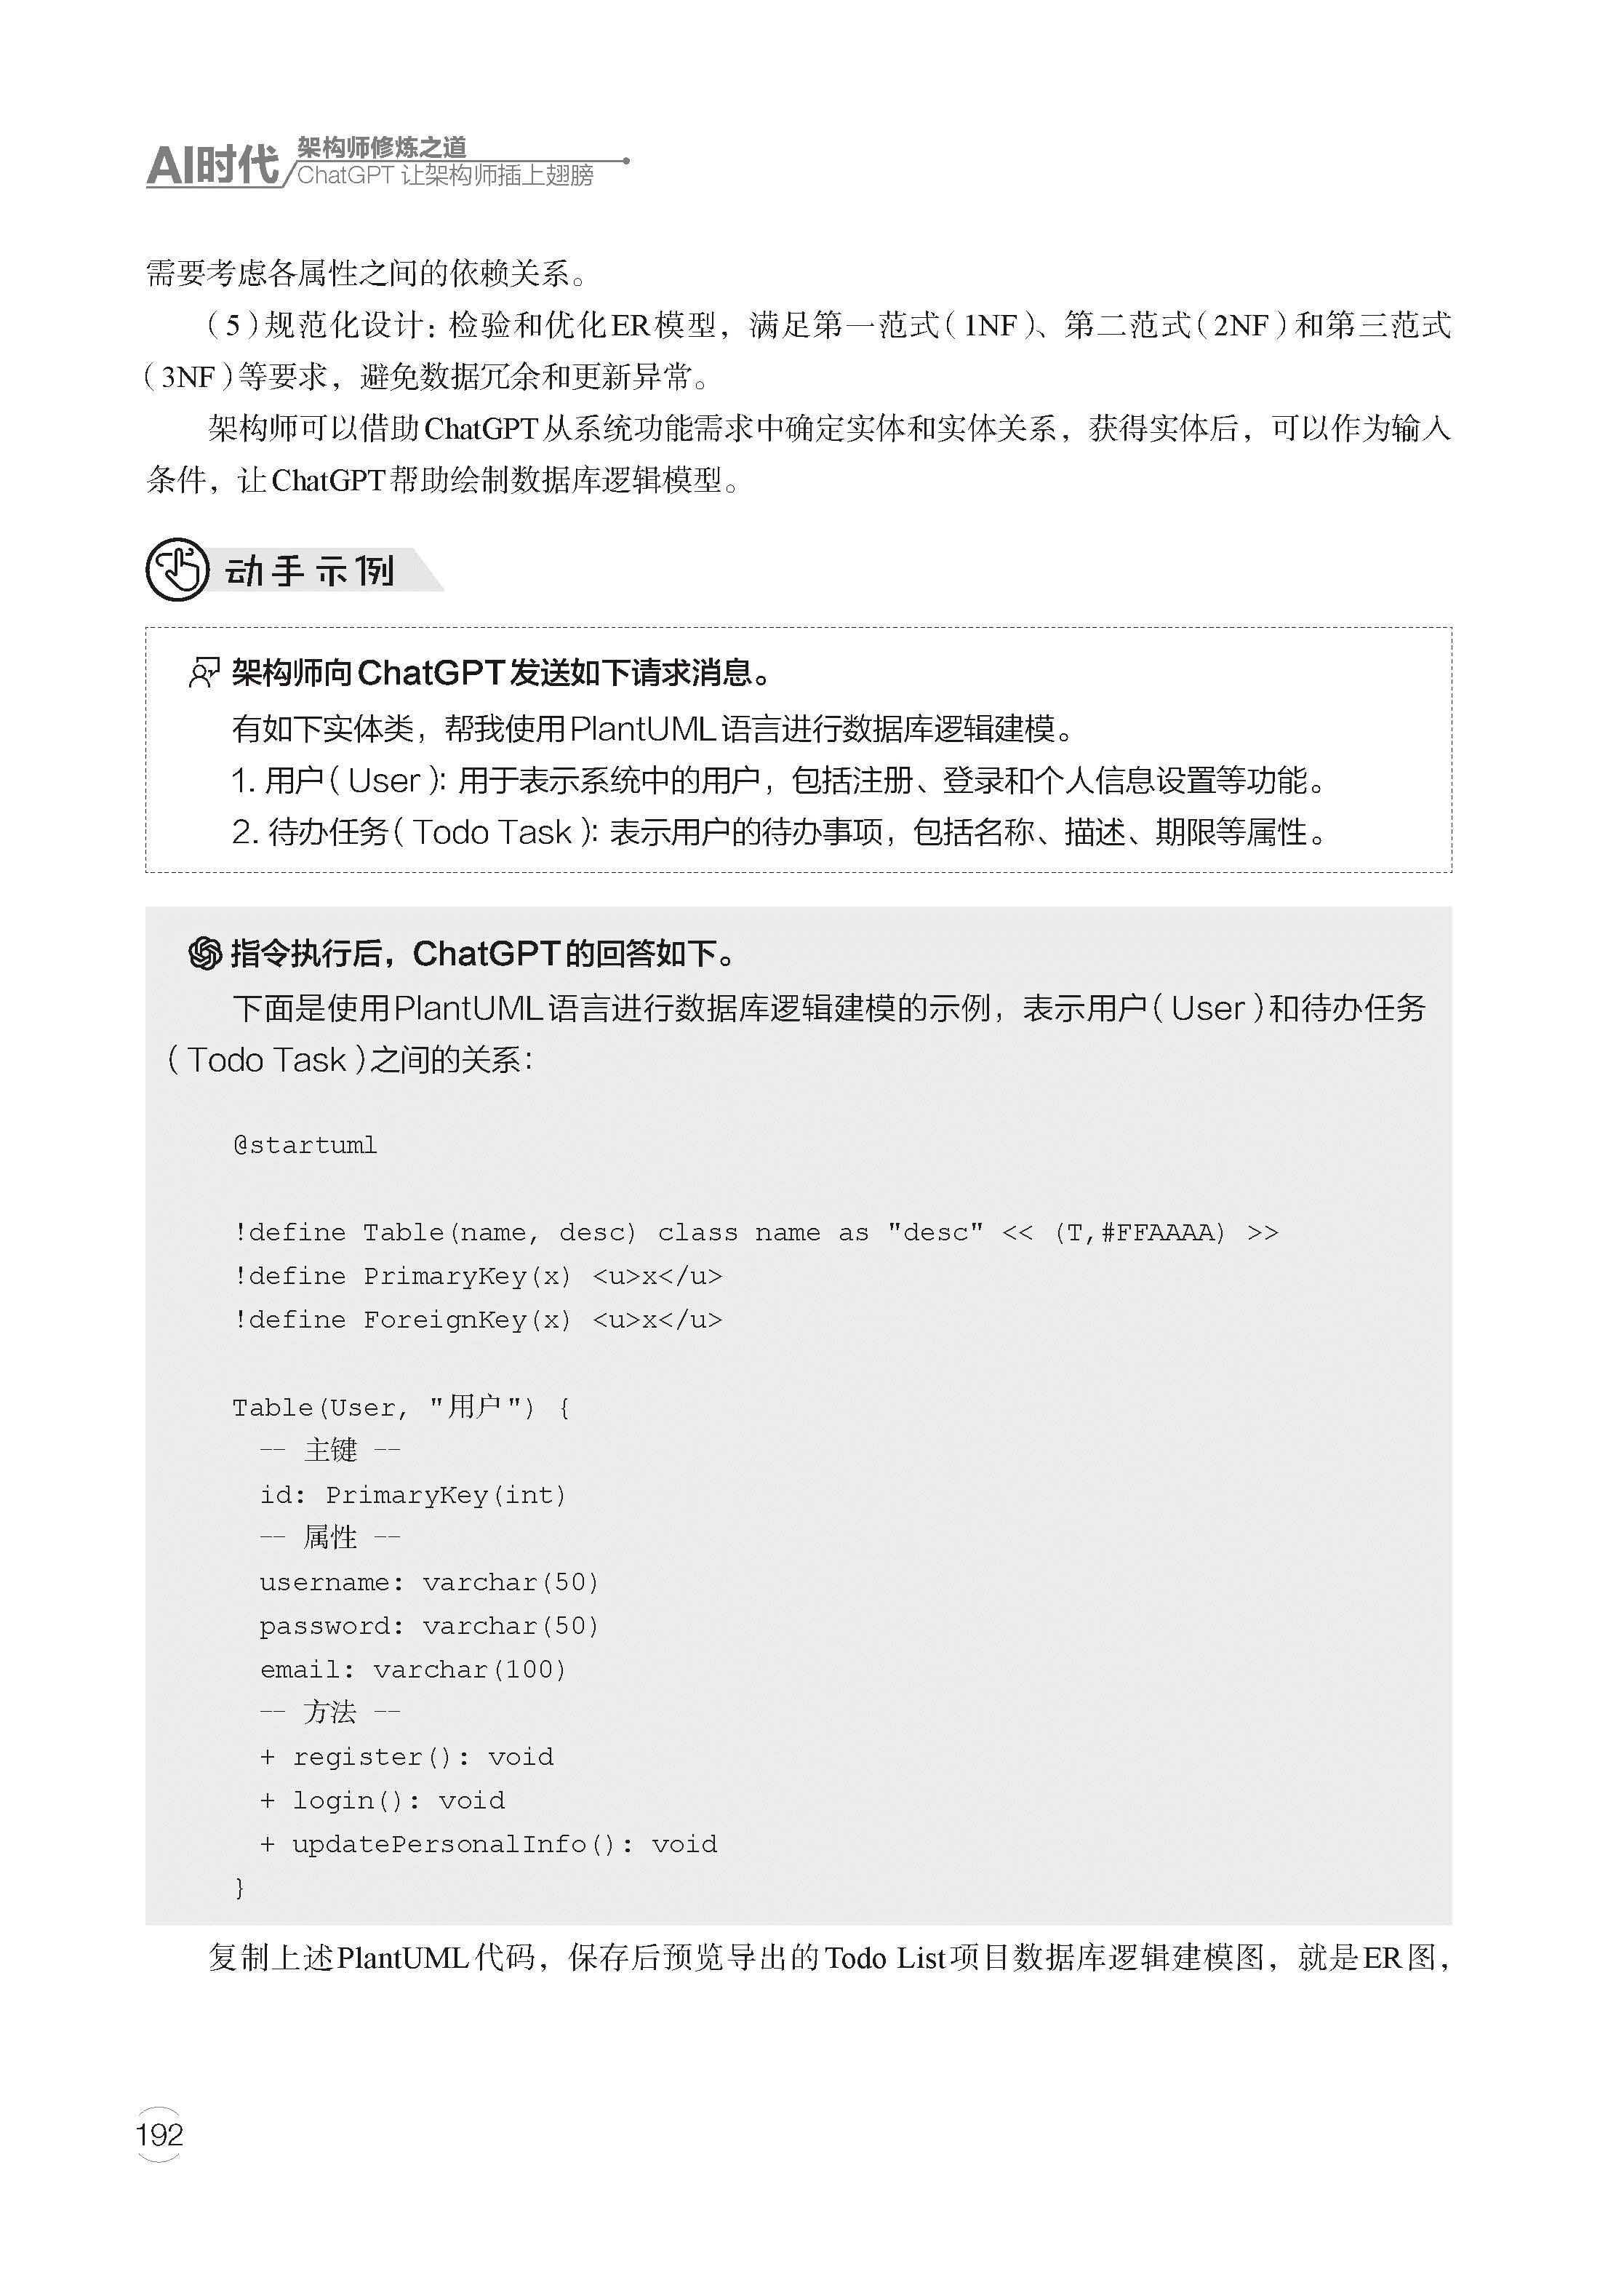 AI时代
架构师修炼之道
ChatGPT 让架构师插上翅膀
需要考虑各属性之间的依赖关系。
（5）规范化设计：检验和优化ER模型，满足第一范式（1NF）、第二范式（2NF）和第三范式
（3NF）等要求，避免数据冗余和更新异常。
架构师可以借助ChatGPT从系统功能需求中确定实体和实体关系，获得实体后，可以作为输入
条件，让ChatGPT帮助绘制数据库逻辑模型。
动手示例
架构师向ChatGPT发送如下请求消息。
有如下实体类，帮我使用PlantUML语言进行数据库逻辑建模。
1. 用户（User）：用于表示系统中的用户，包括注册、登录和个人信息设置等功能。
2. 待办任务（Todo Task）：表示用户的待办事项，包括名称、描述、期限等属性。
指令执行后，ChatGPT的回答如下。
下面是使用PlantUML语言进行数据库逻辑建模的示例，表示用户（User）和待办任务
（Todo Task）之间的关系：
@startuml
!define Table(name, desc) class name as "desc" << (T,#FFAAAA) >>
!define PrimaryKey(x) <u>x</u>
!define ForeignKey(x) <u>x</u>
Table(User, "用户") {
-- 主键 --
id: PrimaryKey(int)
-- 属性 --
username: varchar(50)
password: varchar(50)
email: varchar(100)
-- 方法 --
+ register(): void
+ login(): void
+ updatePersonalInfo(): void
}
复制上述PlantUML代码，保存后预览导出的Todo List项目数据库逻辑建模图，就是ER图，
192